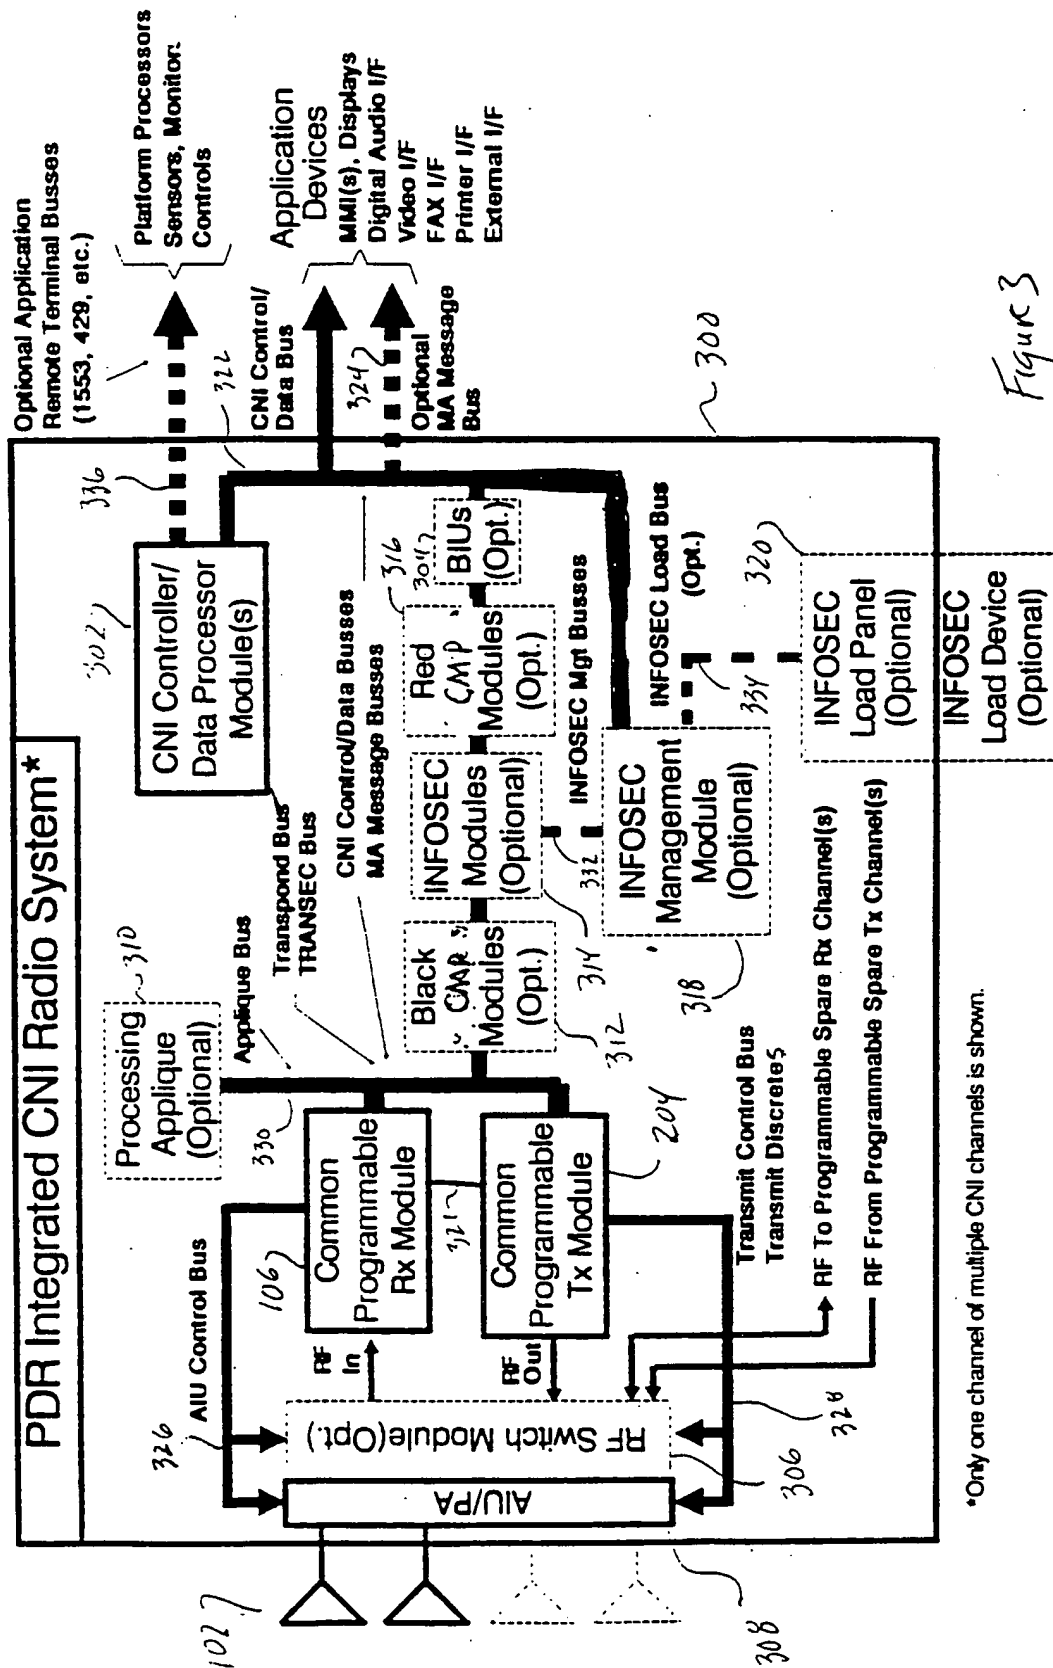 PDR Integrated CNI Radio System*
Optional Application
Remote Terminal Busses
(1553, 429, etc.)
Platform Processors
Sensors, Monitor.
Controls
336
322
302
CNI Controller/
Data Processor
Module(s)
Processing
Applique
(Optional)
310
Applique Bus
330
Transpond Bus
TRANSEC Bus
CNI Control/Data Busses
MA Message Busses
CNI Control/
Data Bus
324
Optional
MA Message
Bus
Application
Devices
MMI(s), Displays
Digital Audio I/F
Video I/F
FAX I/F
Printer I/F
External I/F
AIU Control Bus
326
106
Common
Programmable
Rx Module
321
Common
Programmable
Tx Module
204
RF
In
RF
Out
RF Switch Module(Opt.)
AIU/PA
102
308
306
328
Black
CMP
Modules
(Opt.)
312
INFOSEC
Modules
(Optional)
314
Red
CMP
Modules
(Opt.)
316
304
BIUs
(Opt.)
INFOSEC Mgt Busses
332
INFOSEC
Management
Module
(Optional)
318
INFOSEC Load Bus
(Opt.)
334
320
INFOSEC
Load Panel
(Optional)
INFOSEC
Load Device
(Optional)
Transmit Control Bus
Transmit Discretes
RF To Programmable Spare Rx Channel(s)
RF From Programmable Spare Tx Channel(s)
300
*Only one channel of multiple CNI channels is shown.
Figure 3